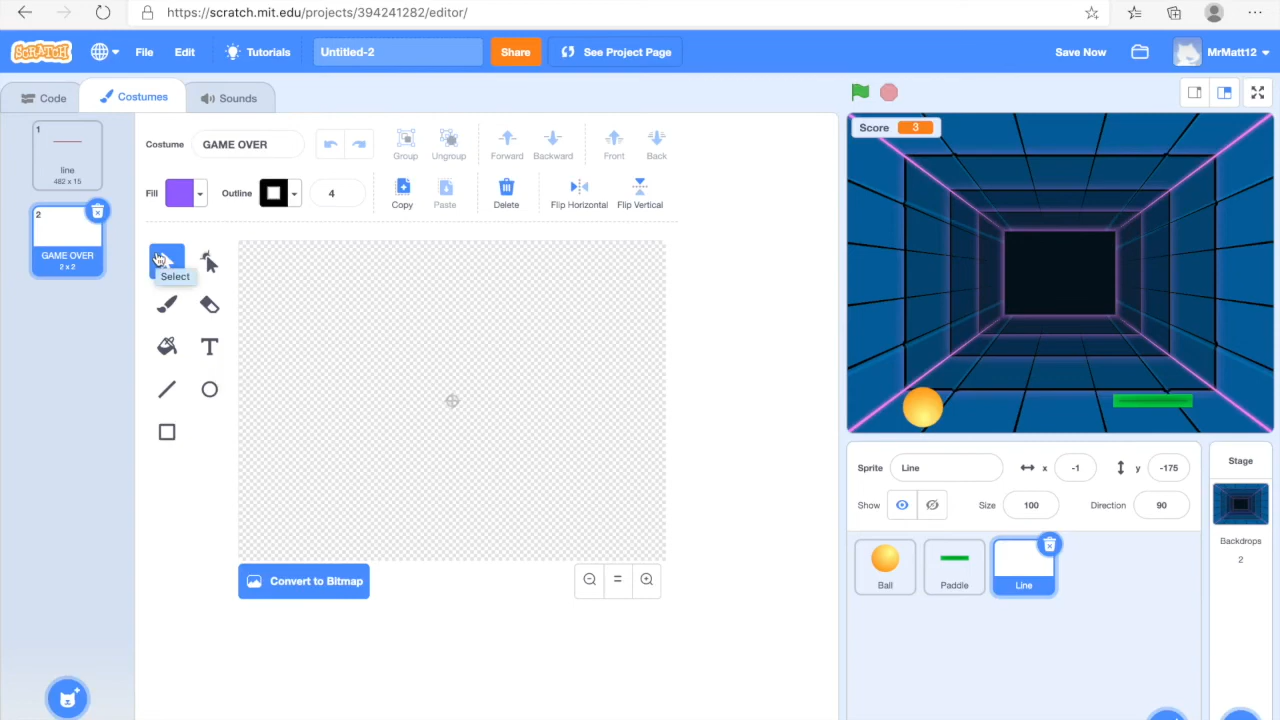 https://scratch.mit.edu/projects/394241282/editor/
SCRATCH
File
Edit
Tutorials
Untitled-2
Share
See Project Page
Save Now
MrMatt12
Code
Costumes
Sounds
1
line
482 x 15
2
GAME OVER
2 x 2
Costume
GAME OVER
Group
Ungroup
Forward
Backward
Front
Back
Fill
Outline
4
Copy
Paste
Delete
Flip Horizontal
Flip Vertical
Select
T
Convert to Bitmap
Score 3
Sprite
Line
x
-1
y
-175
Show
Size
100
Direction
90
Ball
Paddle
Line
Stage
Backdrops
2